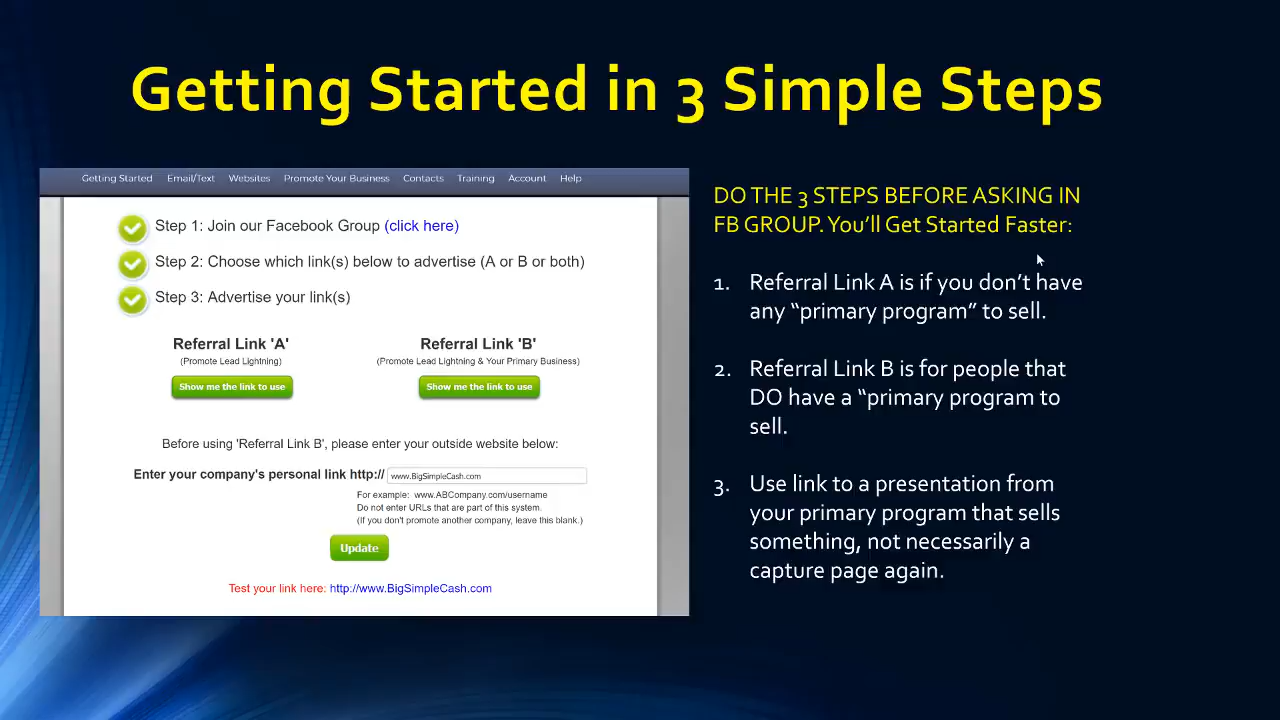 Getting Started in 3 Simple Steps
Getting Started Email/Text Websites Promote Your Business Contacts Training Account Help
Step 1: Join our Facebook Group (click here)
Step 2: Choose which link(s) below to advertise (A or B or both)
Step 3: Advertise your link(s)
Referral Link 'A' Referral Link 'B'
(Promote Lead Lightning) (Promote Lead Lightning & Your Primary Business)
Show me the link to use Show me the link to use
Before using 'Referral Link B', please enter your outside website below:
Enter your company's personal link http:// www.BigSimpleCash.com
For example: www.ABCompany.com/username
Do not enter URLs that are part of this system.
(If you don't promote another company, leave this blank.)
Update
Test your link here: http://www.BigSimpleCash.com
DO THE 3 STEPS BEFORE ASKING IN
FB GROUP. You'll Get Started Faster:
1. Referral Link A is if you don't have
any "primary program" to sell.
2. Referral Link B is for people that
DO have a "primary program to
sell.
3. Use link to a presentation from
your primary program that sells
something, not necessarily a
capture page again.